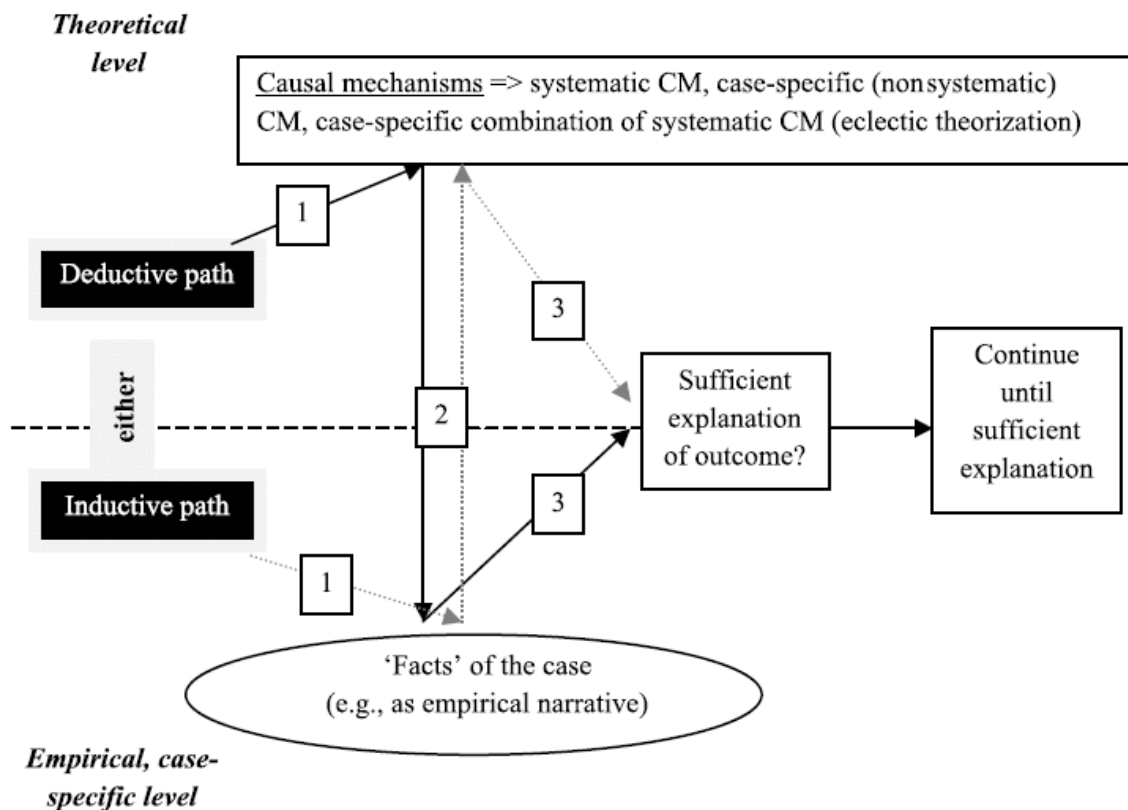 Theoretical
level
Causal mechanisms => systematic CM, case-specific (nonsystematic)
CM, case-specific combination of systematic CM (eclectic theorization)
1
Deductive path
3
either
2
Sufficient
explanation
of outcome?
Continue
until
sufficient
explanation
Inductive path
3
1
‘Facts’ of the case
(e.g., as empirical narrative)
Empirical, case-
specific level